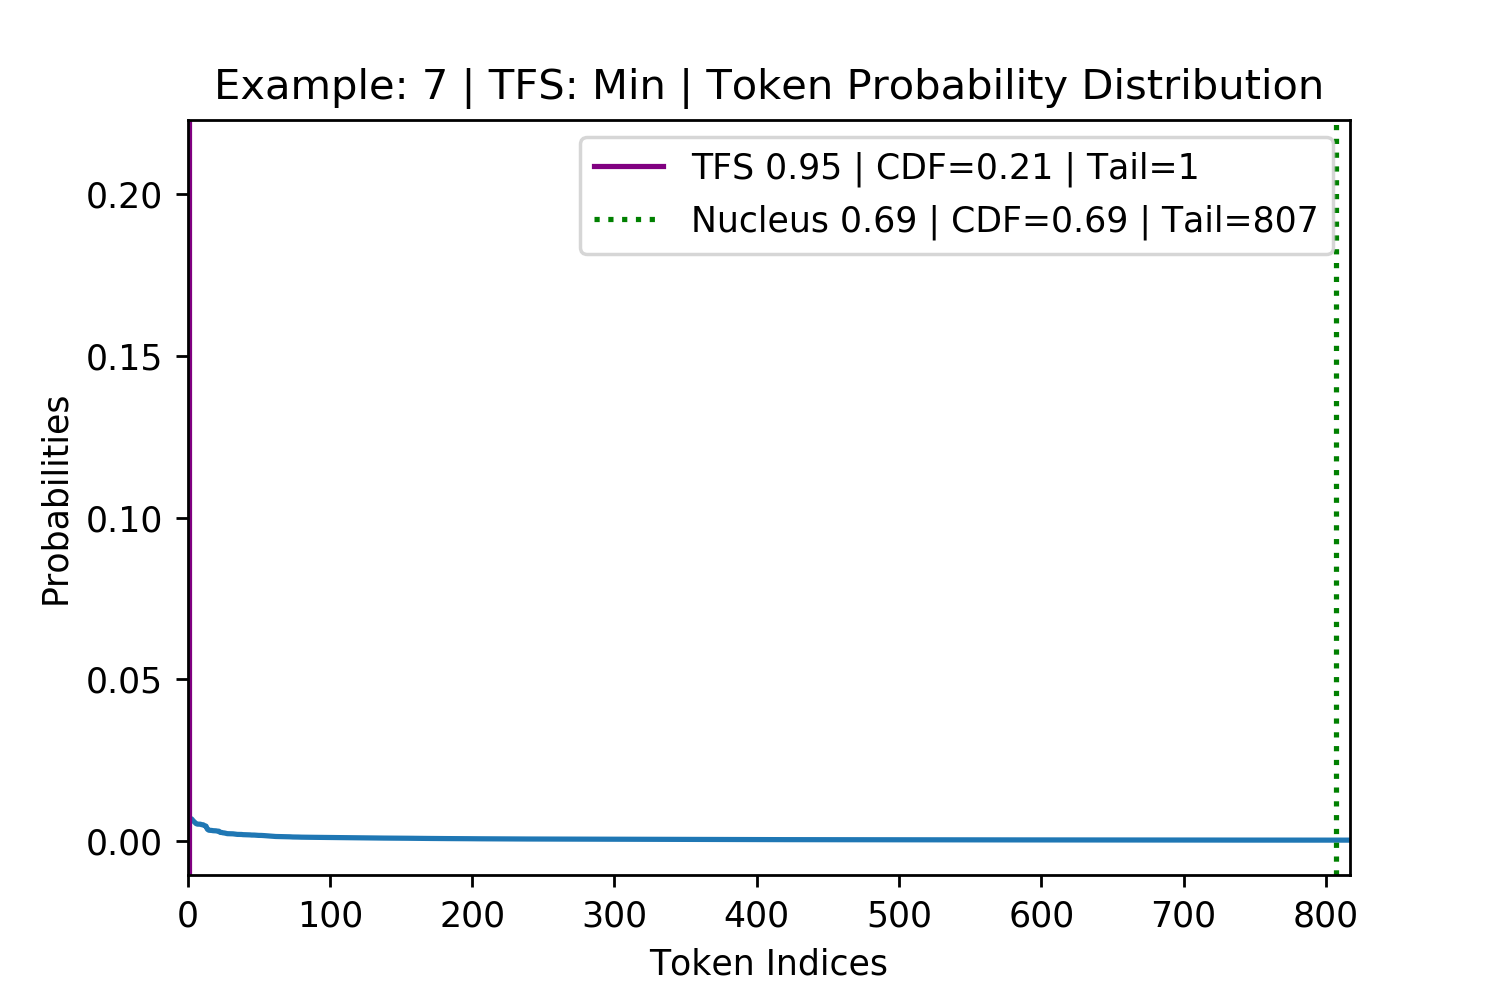 Example: 7 | TFS: Min | Token Probability Distribution
TFS 0.95 | CDF=0.21 | Tail=1
Nucleus 0.69 | CDF=0.69 | Tail=807
0.20
0.15
0.10
0.05
0.00
Probabilities
0 100 200 300 400 500 600 700 800
Token Indices